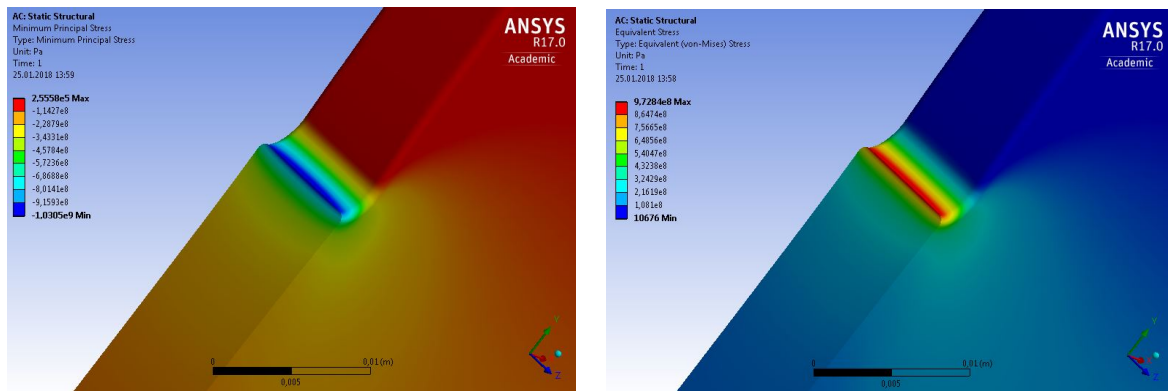 AC: Static Structural
Minimum Principal Stress
Type: Minimum Principal Stress
Unit: Pa
Time: 1
25.01.2018 13:59
2,5558e5 Max
-1,1427e8
-2,2879e8
-3,4331e8
-4,5784e8
-5,7236e8
-6,8688e8
-8,0141e8
-9,1593e8
-1,0305e9 Min
ANSYS
R17.0
Academic
0
0,01 (m)
0,005
Y
Z
AC: Static Structural
Equivalent Stress
Type: Equivalent (von-Mises) Stress
Unit: Pa
Time: 1
25.01.2018 13:58
9,7284e8 Max
8,6474e8
7,5665e8
6,4856e8
5,4047e8
4,3238e8
3,2429e8
2,1619e8
1,081e8
10676 Min
ANSYS
R17.0
Academic
0
0,01 (m)
0,005
Y
Z